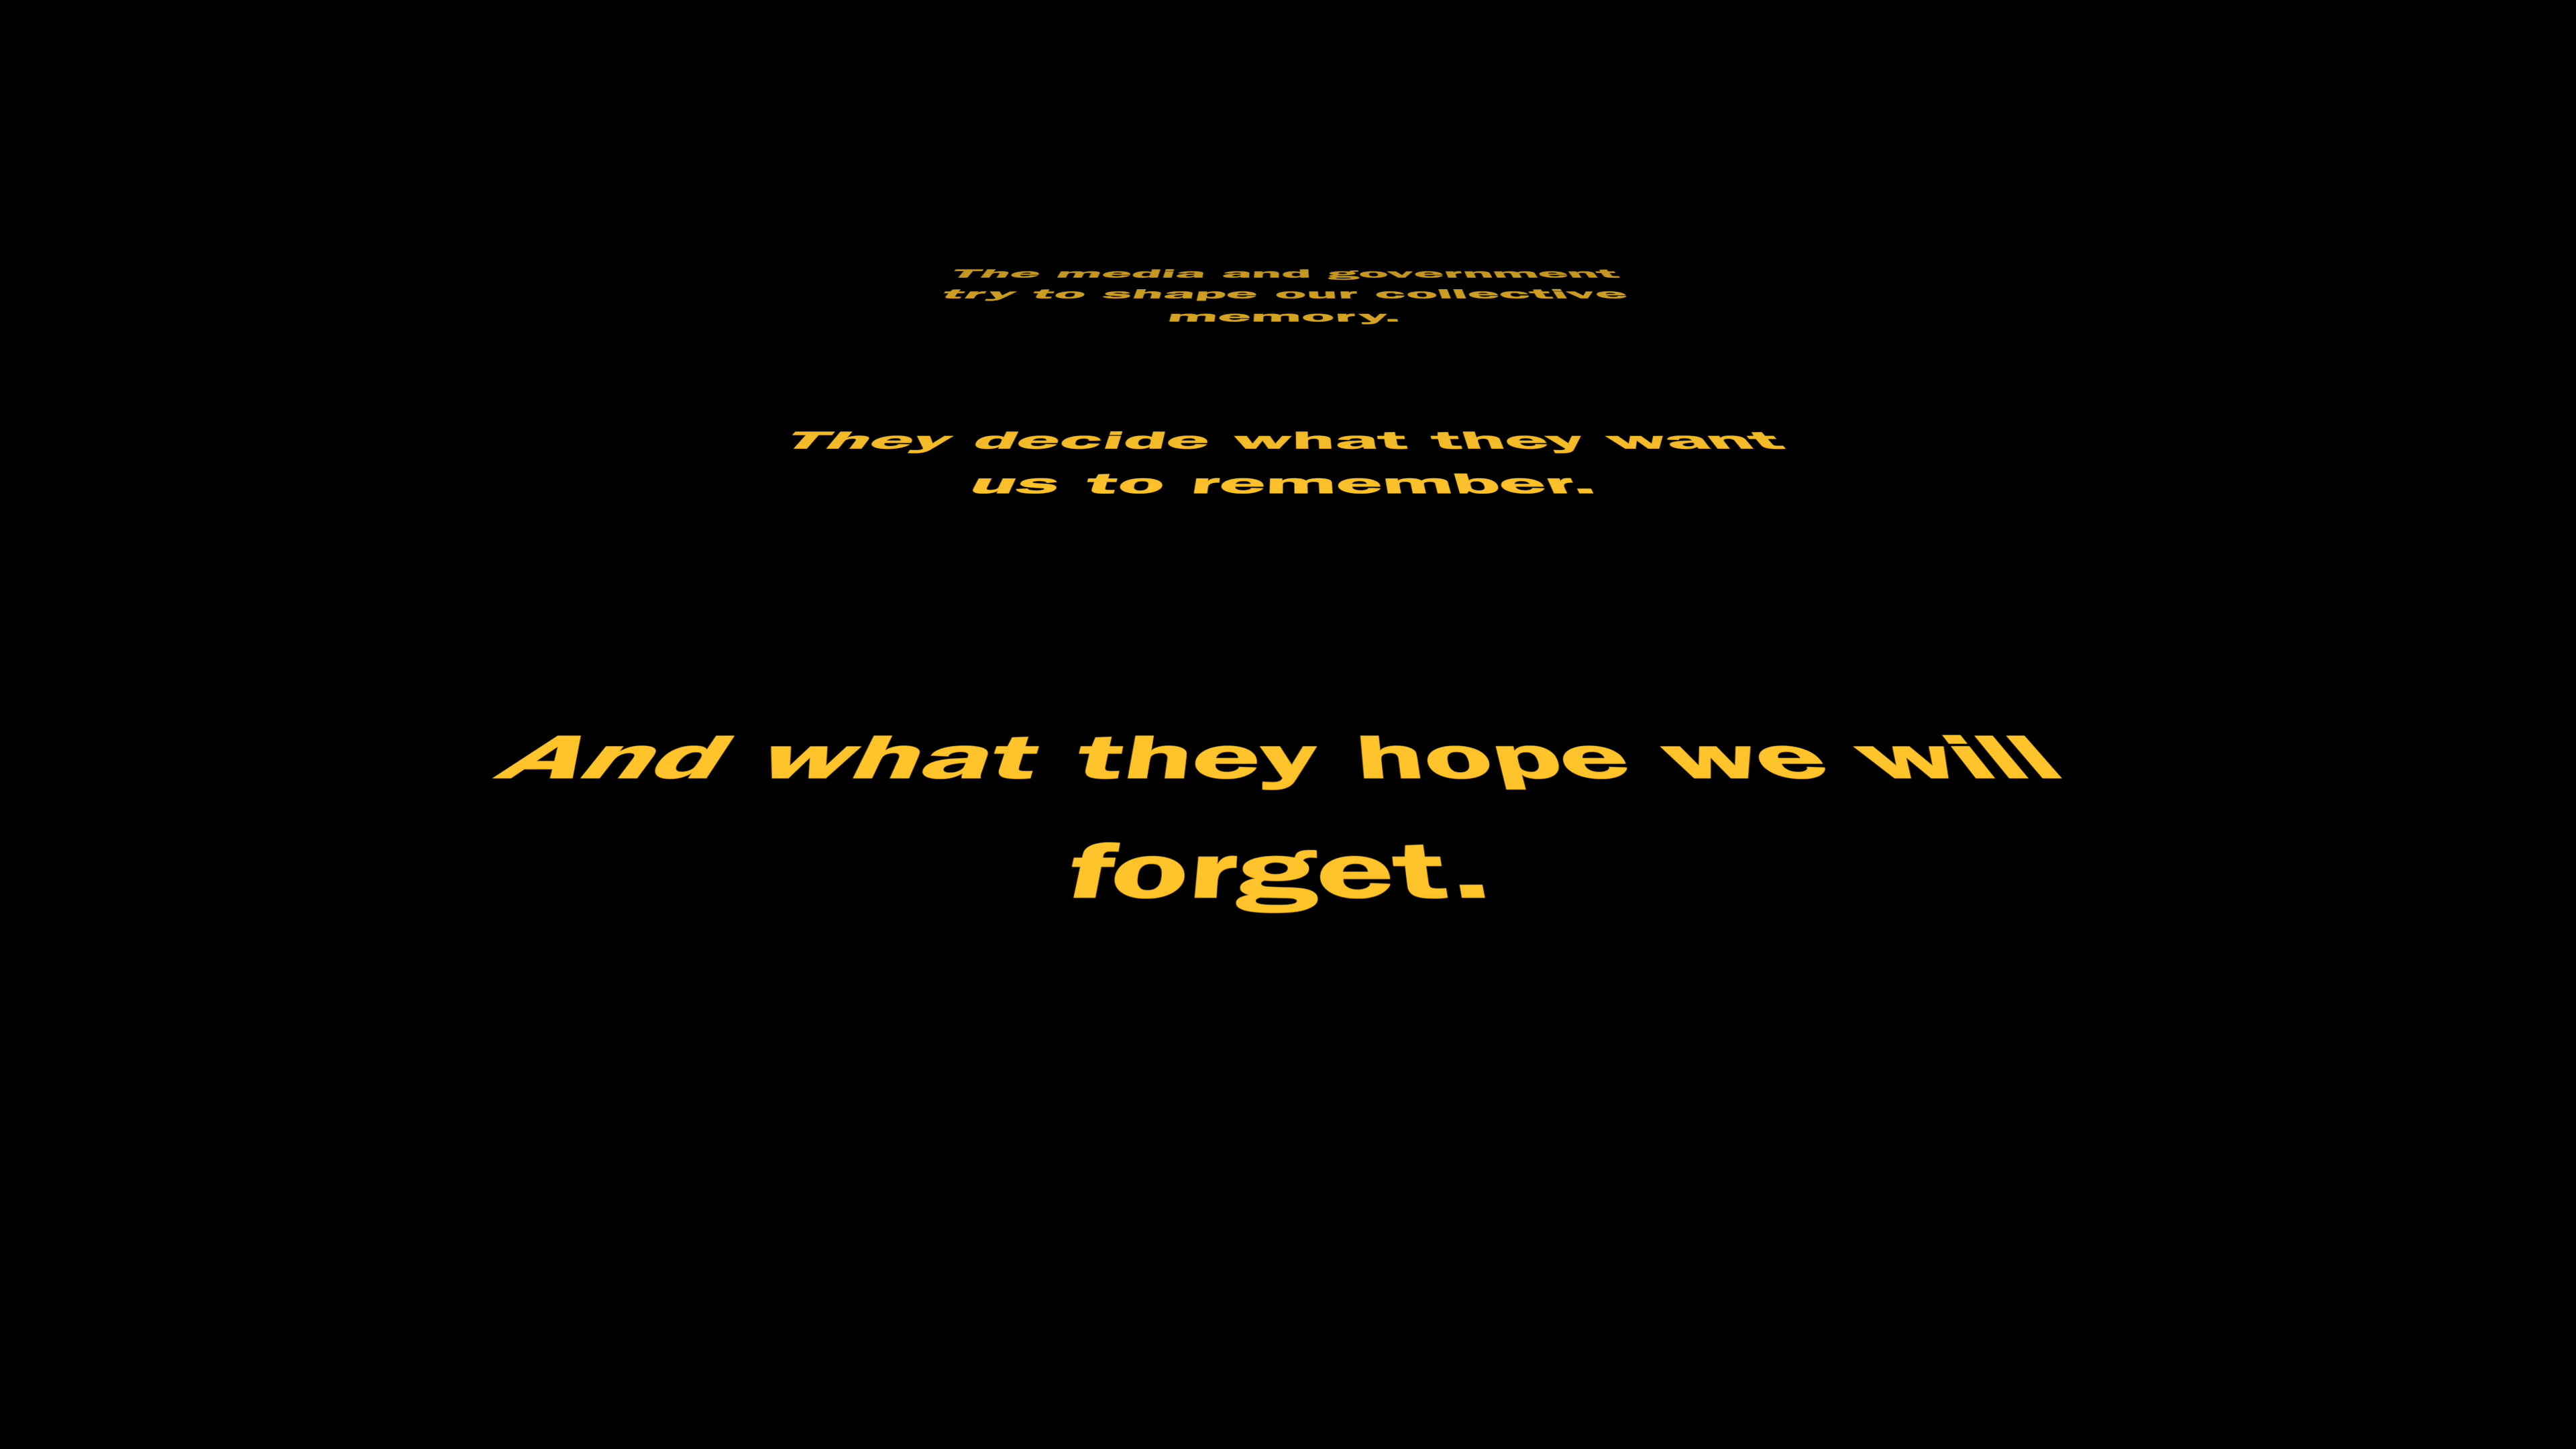 The media and government
try to shape our collective
memory.
They decide what they want
us to remember.
And what they hope we will
forget.